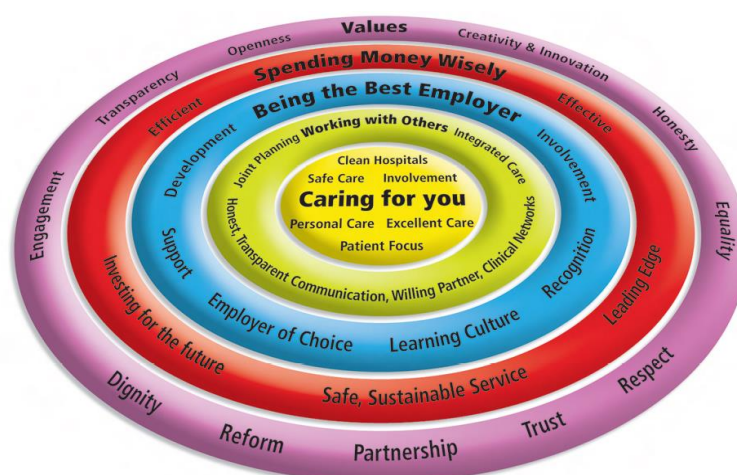 Values
Transparency
Openness
Creativity & Innovation
Honesty
Equality
Respect
Trust
Partnership
Reform
Dignity
Engagement
Spending Money Wisely
Efficient
Effective
Leading Edge
Safe, Sustainable Service
Investing for the future
Being the Best Employer
Development
Involvement
Recognition
Learning Culture
Employer of Choice
Support
Working with Others
Joint Planning
Integrated Care
Honest, Transparent Communication, Willing Partner, Clinical Networks
Clean Hospitals
Safe Care Involvement
Caring for you
Personal Care Excellent Care
Patient Focus